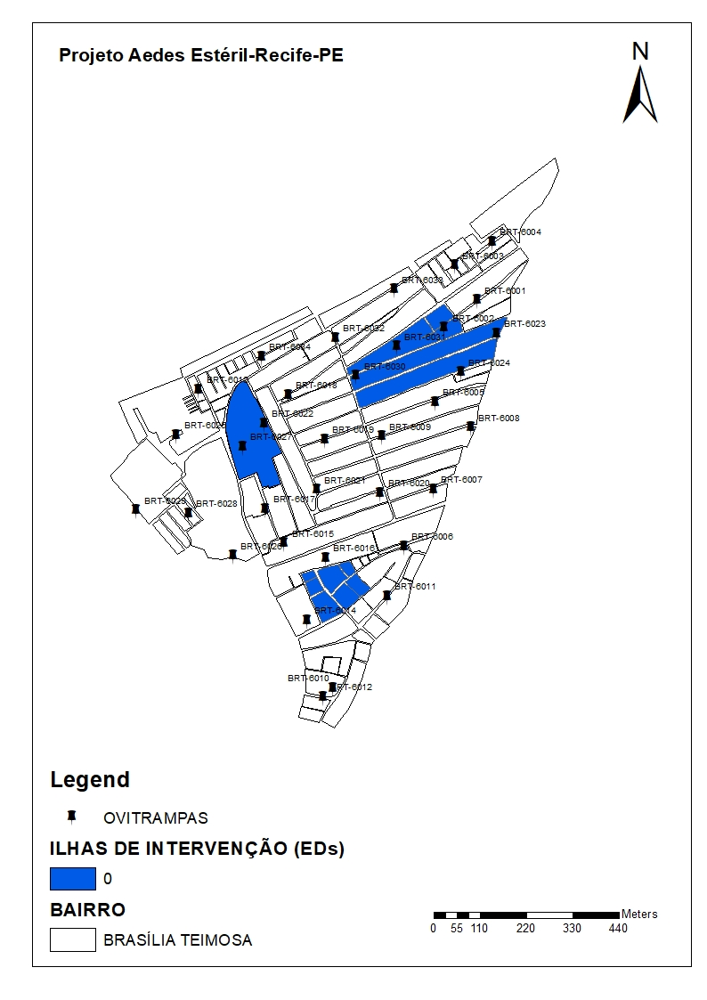 Projeto Aedes Estéril-Recife-PE
N
BRT-6004
BRT-6003
BRT-6033
BRT-6001
BRT-6002
BRT-6023
BRT-6032
BRT-6031
BRT-6034
BRT-6030
BRT-6024
BRT-6018
BRT-6005
BRT-6022
BRT-6008
BRT-6019
BRT-6009
BRT-6027
BRT-6021
BRT-6020
BRT-6007
BRT-6017
BRT-6028
BRT-6015
BRT-6006
BRT-6016
BRT-6011
BRT-6014
BRT-6010
BRT-6012
Legend
OVITRAMPAS
ILHAS DE INTERVENÇÃO (EDs)
0
BAIRRO
BRASÍLIA TEIMOSA
Meters
0 55 110 220 330 440